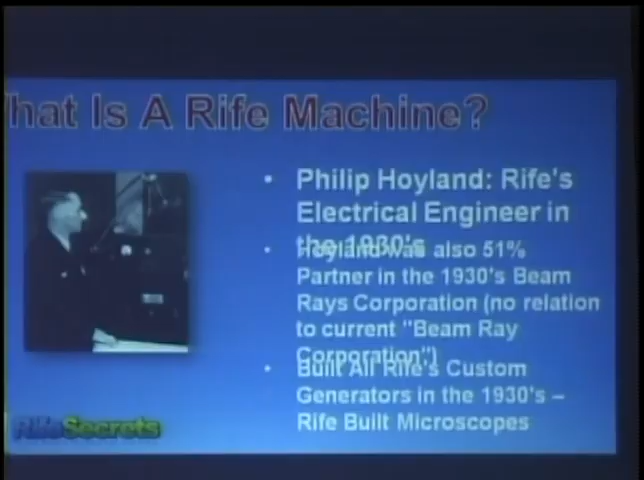 hat Is A Rife Machine?
• Philip Hoyland: Rife's
Electrical Engineer in
the 1930's
• Hoyland was also 51%
Partner in the 1930's Beam
Rays Corporation (no relation
to current "Beam Ray
Corporation")
• Built All Rife's Custom
Generators in the 1930's –
Rife Built Microscopes
RifeSecrets